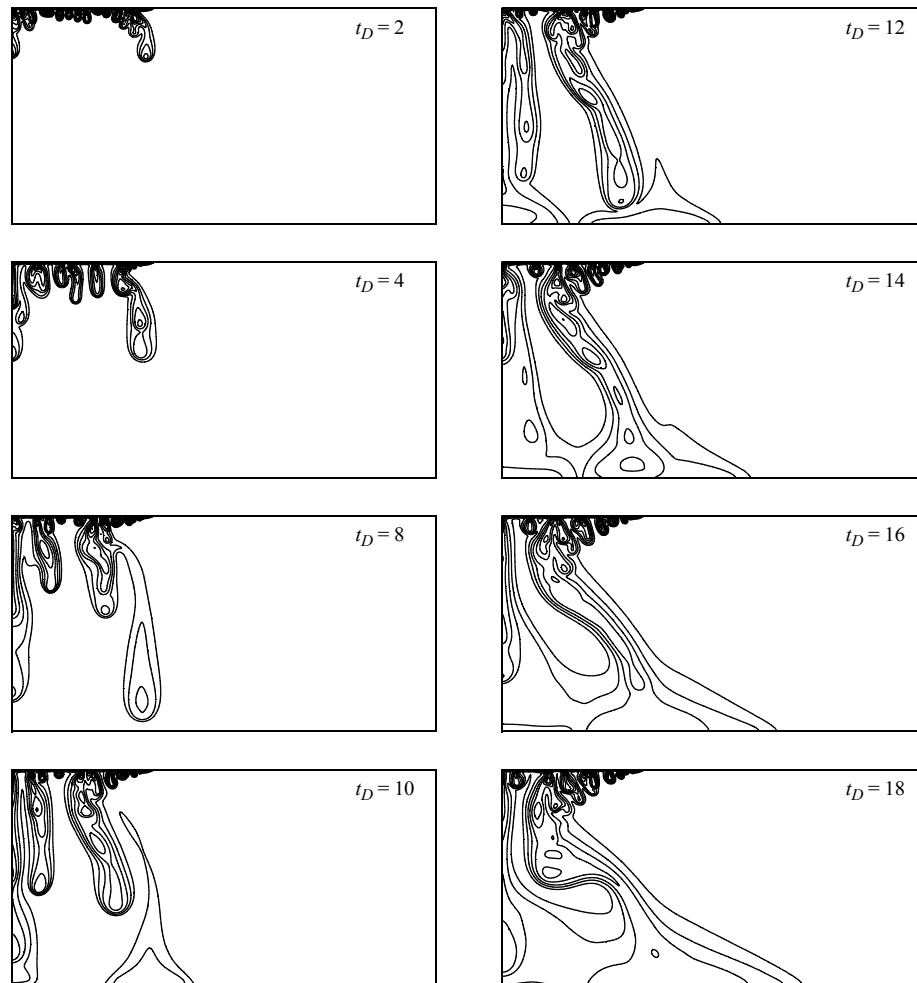 t_D = 2
t_D = 12
t_D = 4
t_D = 14
t_D = 8
t_D = 16
t_D = 10
t_D = 18